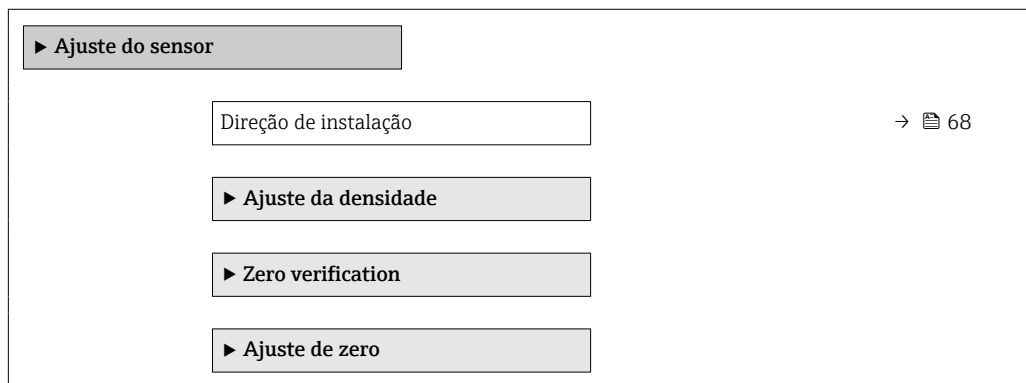 ▶ Ajuste do sensor
Direção de instalação → 68
▶ Ajuste da densidade
▶ Zero verification
▶ Ajuste de zero